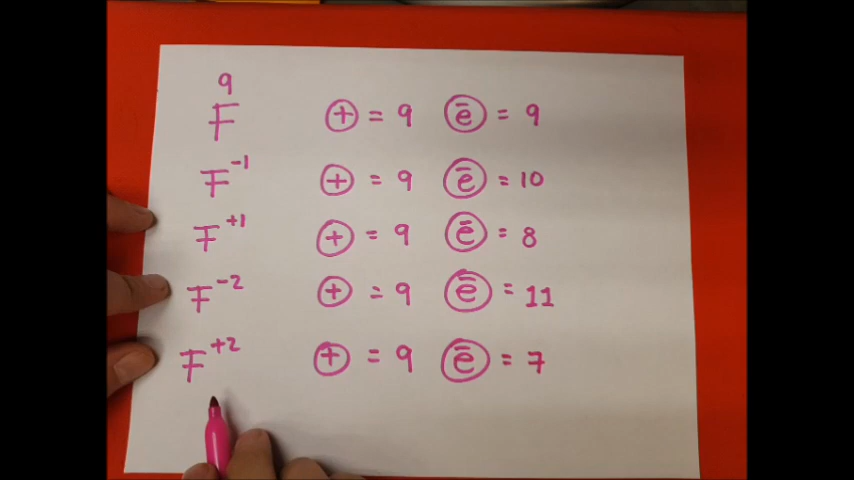 9
F ⊕ = 9 ē = 9
F⁻¹ ⊕ = 9 ē = 10
F⁺¹ ⊕ = 9 ē = 8
F⁻² ⊕ = 9 ē = 11
F⁺² ⊕ = 9 ē = 7